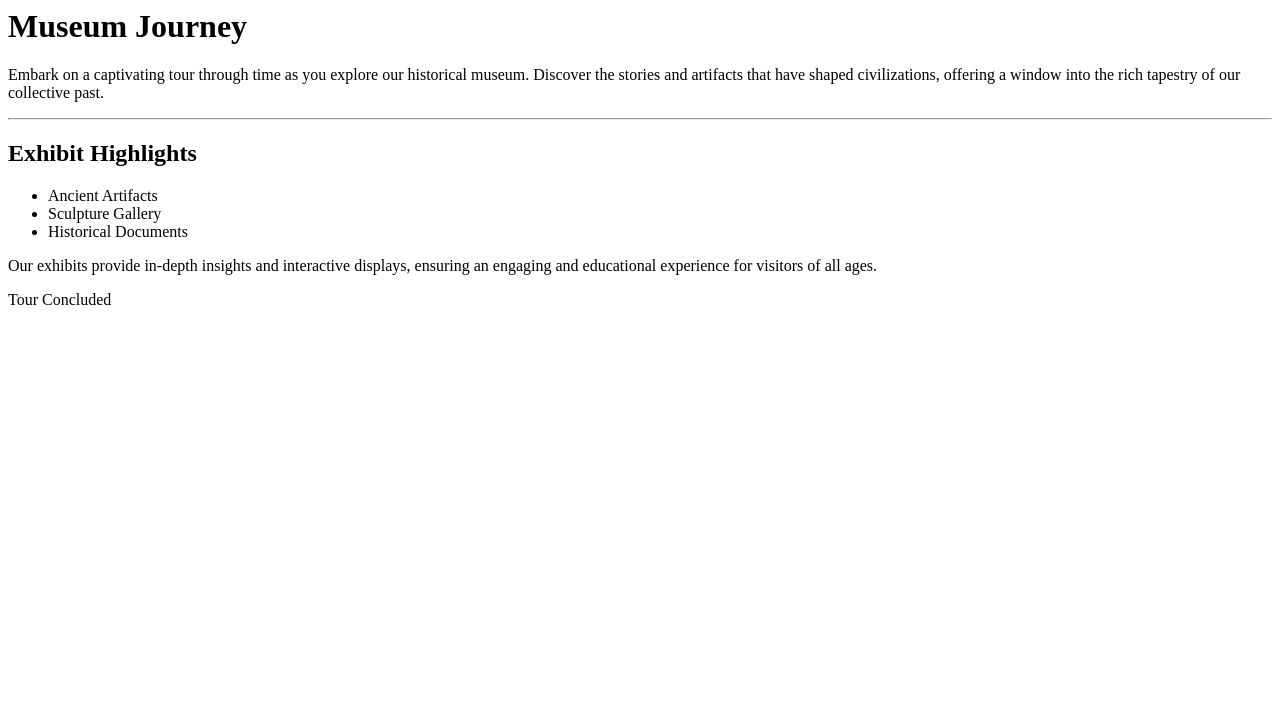 Museum Journey
Embark on a captivating tour through time as you explore our historical museum. Discover the stories and artifacts that have shaped civilizations, offering a window into the rich tapestry of our
collective past.
Exhibit Highlights
Ancient Artifacts
Sculpture Gallery
Historical Documents
Our exhibits provide in-depth insights and interactive displays, ensuring an engaging and educational experience for visitors of all ages.
Tour Concluded